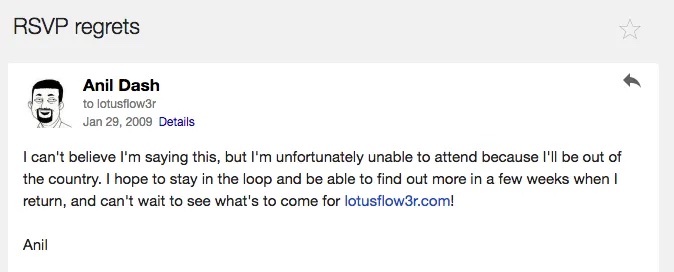 RSVP regrets
Anil Dash
to lotusflow3r
Jan 29, 2009 Details
I can't believe I'm saying this, but I'm unfortunately unable to attend because I'll be out of
the country. I hope to stay in the loop and be able to find out more in a few weeks when I
return, and can't wait to see what's to come for lotusflow3r.com!
Anil